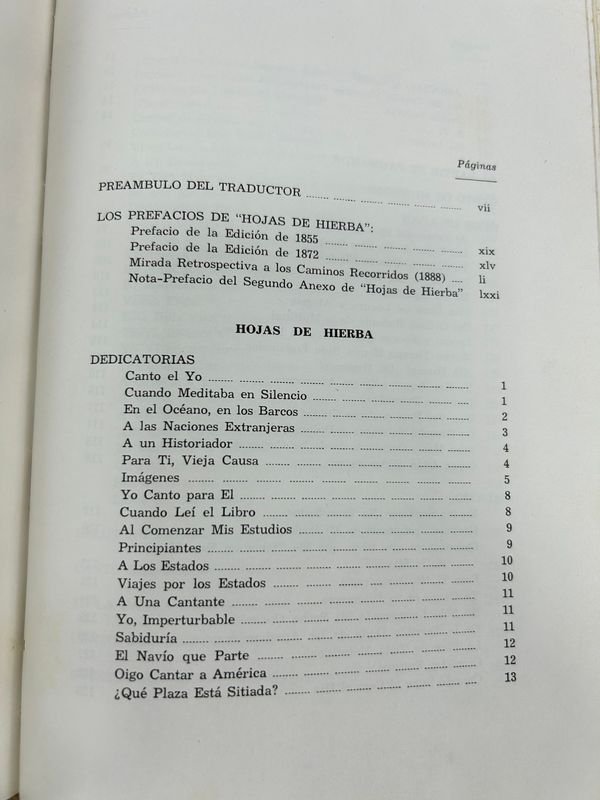 Páginas
PREAMBULO DEL TRADUCTOR ........ vii
LOS PREFACIOS DE "HOJAS DE HIERBA":
Prefacio de la Edición de 1855 ........ xix
Prefacio de la Edición de 1872 ........ xlv
Mirada Retrospectiva a los Caminos Recorridos (1888) .... li
Nota-Prefacio del Segundo Anexo de "Hojas de Hierba" lxxi
HOJAS DE HIERBA
DEDICATORIAS
Canto el Yo ........ 1
Cuando Meditaba en Silencio ........ 1
En el Océano, en los Barcos ........ 2
A las Naciones Extranjeras ........ 3
A un Historiador ........ 4
Para Ti, Vieja Causa ........ 4
Imágenes ........ 5
Yo Canto para El ........ 8
Cuando Leí el Libro ........ 8
Al Comenzar Mis Estudios ........ 9
Principiantes ........ 9
A Los Estados ........ 10
Viajes por los Estados ........ 10
A Una Cantante ........ 11
Yo, Imperturbable ........ 11
Sabiduría ........ 11
El Navío que Parte ........ 12
Oigo Cantar a América ........ 12
¿Qué Plaza Está Sitiada? ........ 13